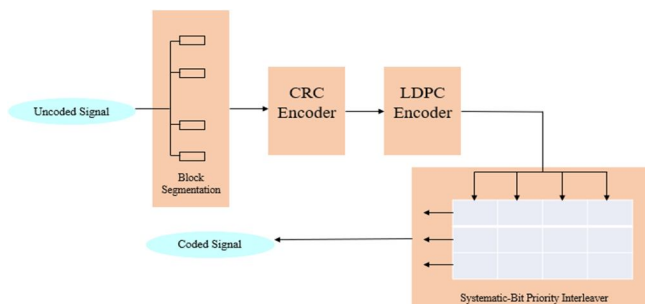 Uncoded Signal
Block
Segmentation
CRC
Encoder
LDPC
Encoder
Coded Signal
Systematic-Bit Priority Interleaver